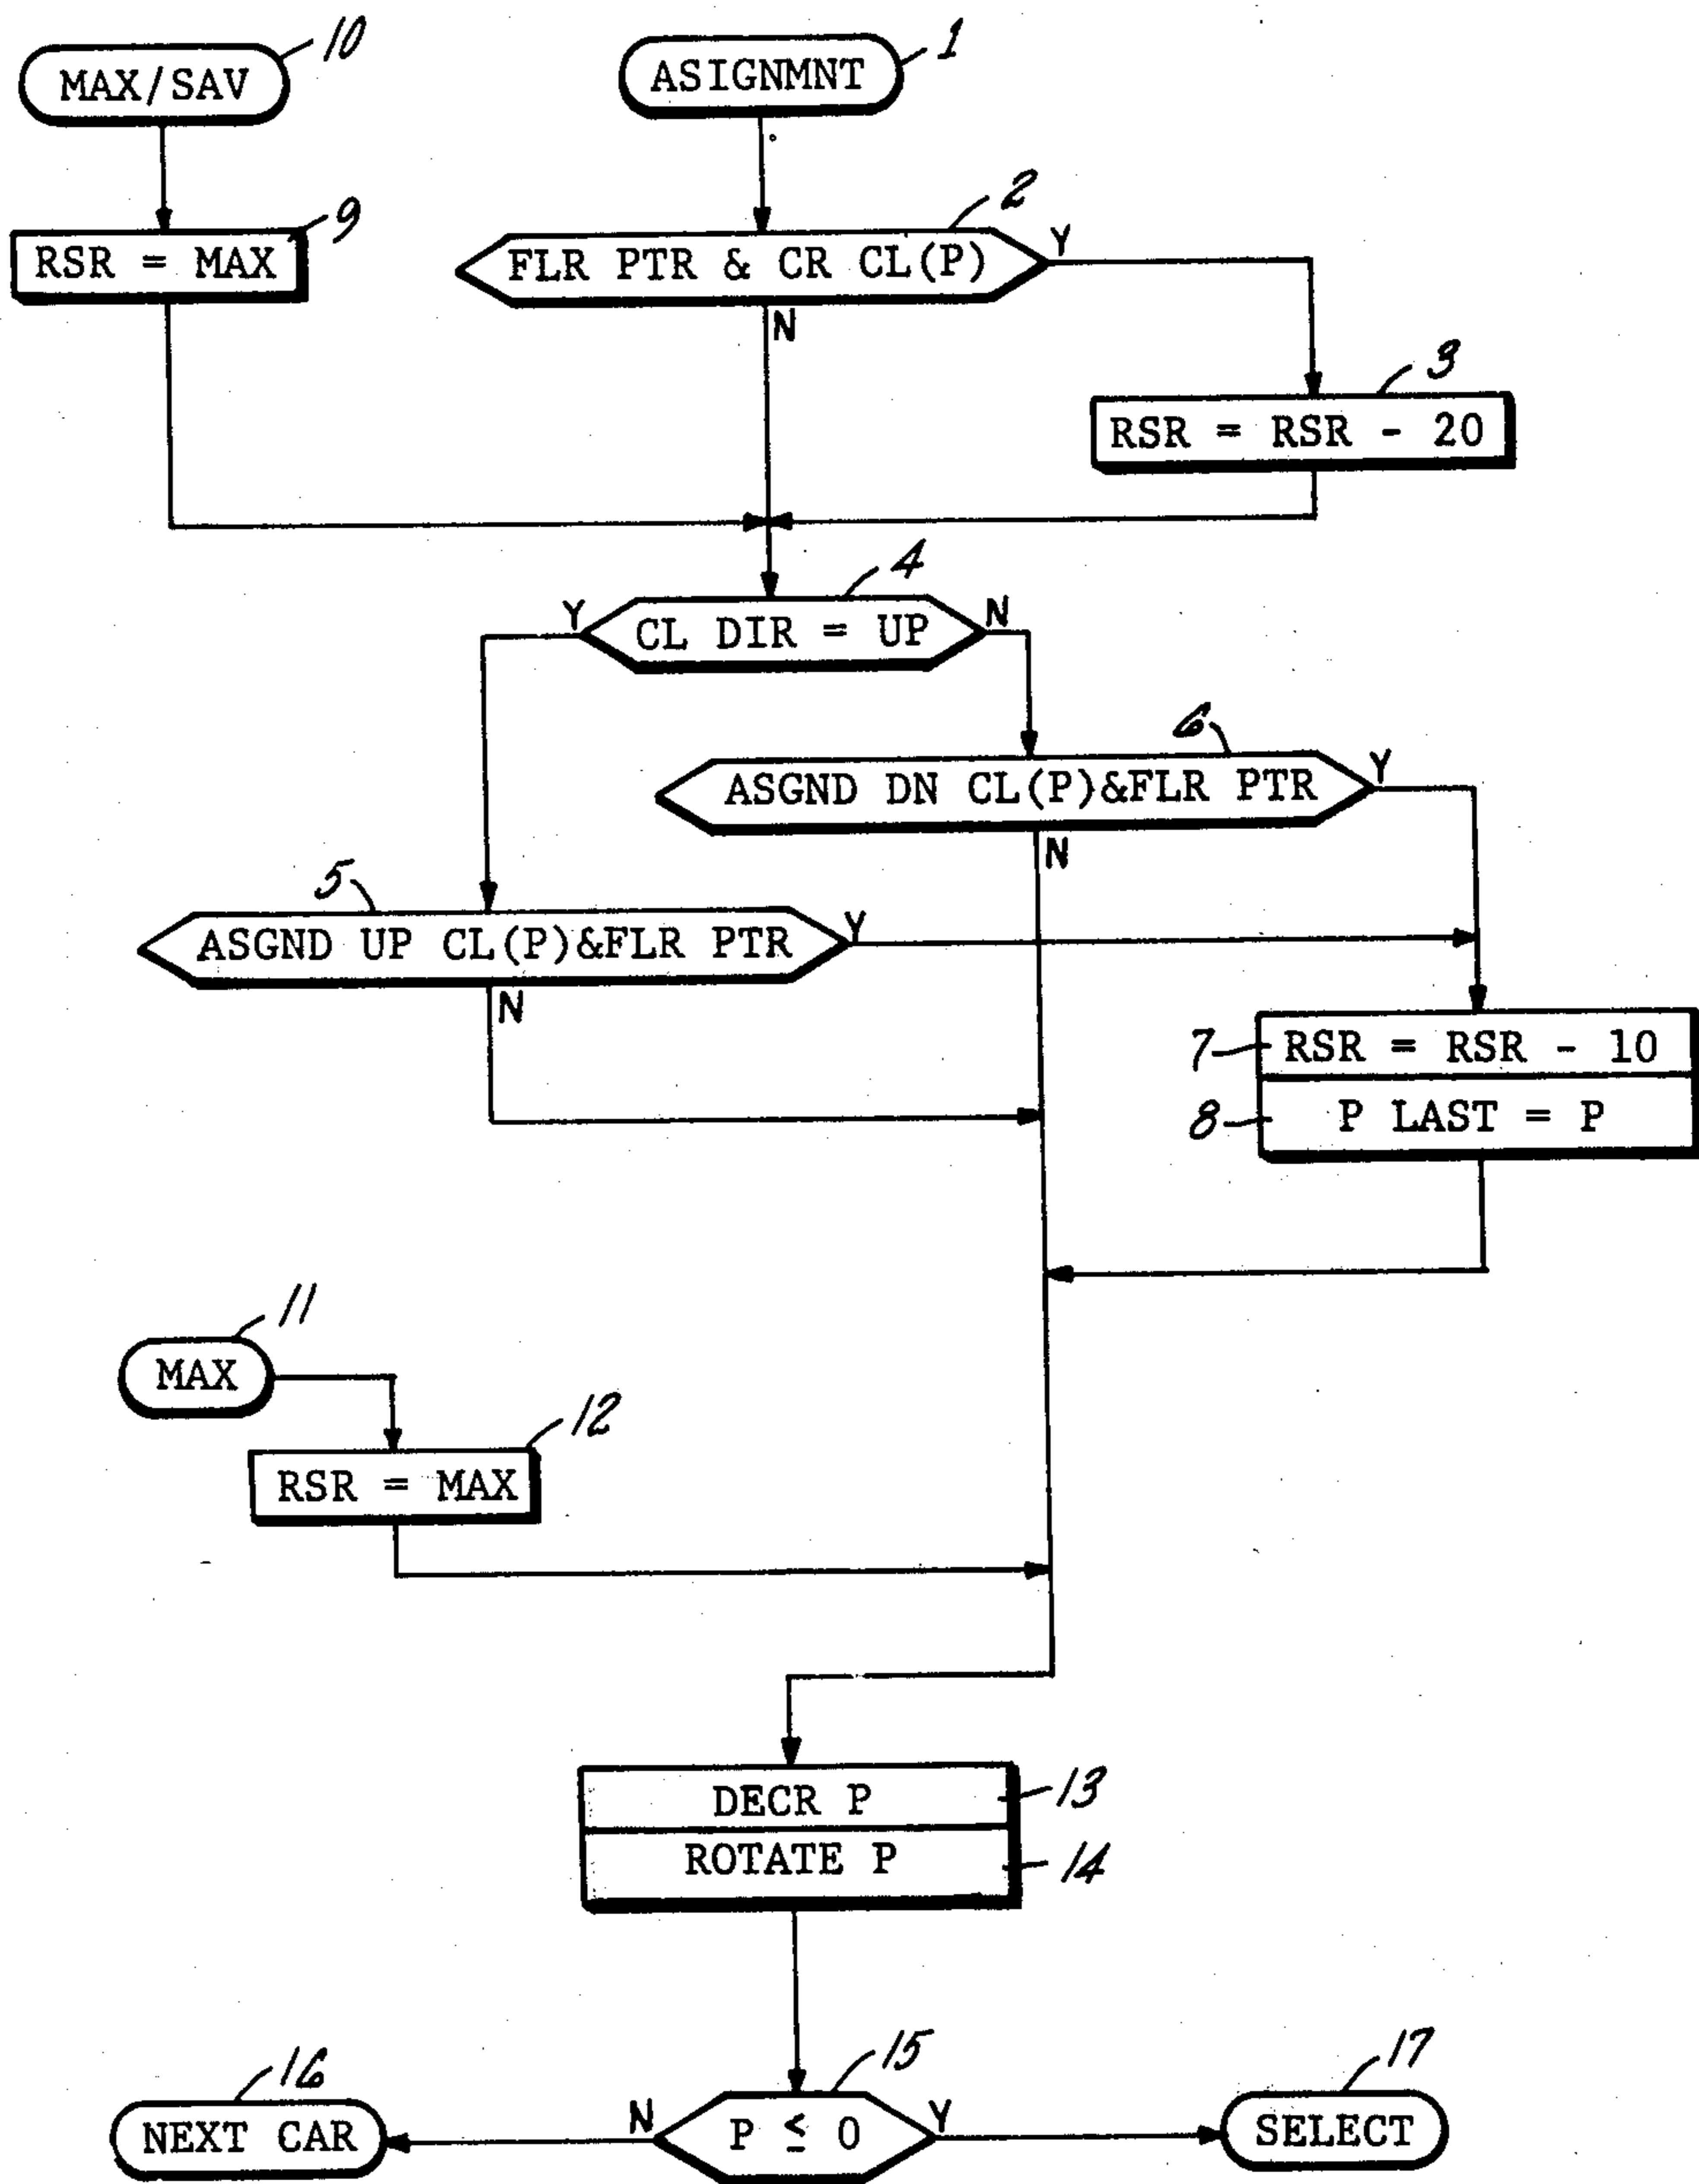 10
1
MAX/SAV
ASIGNMNT
9
2
RSR = MAX
FLR PTR & CR CL(P)
Y
N
3
RSR = RSR - 20
4
Y
N
CL DIR = UP
6
ASGND DN CL(P)&FLR PTR
Y
N
5
ASGND UP CL(P)&FLR PTR
Y
N
7
RSR = RSR - 10
8
P LAST = P
11
MAX
12
RSR = MAX
DECR P
13
ROTATE P
14
15
16
17
NEXT CAR
N
P ≤ 0
Y
SELECT